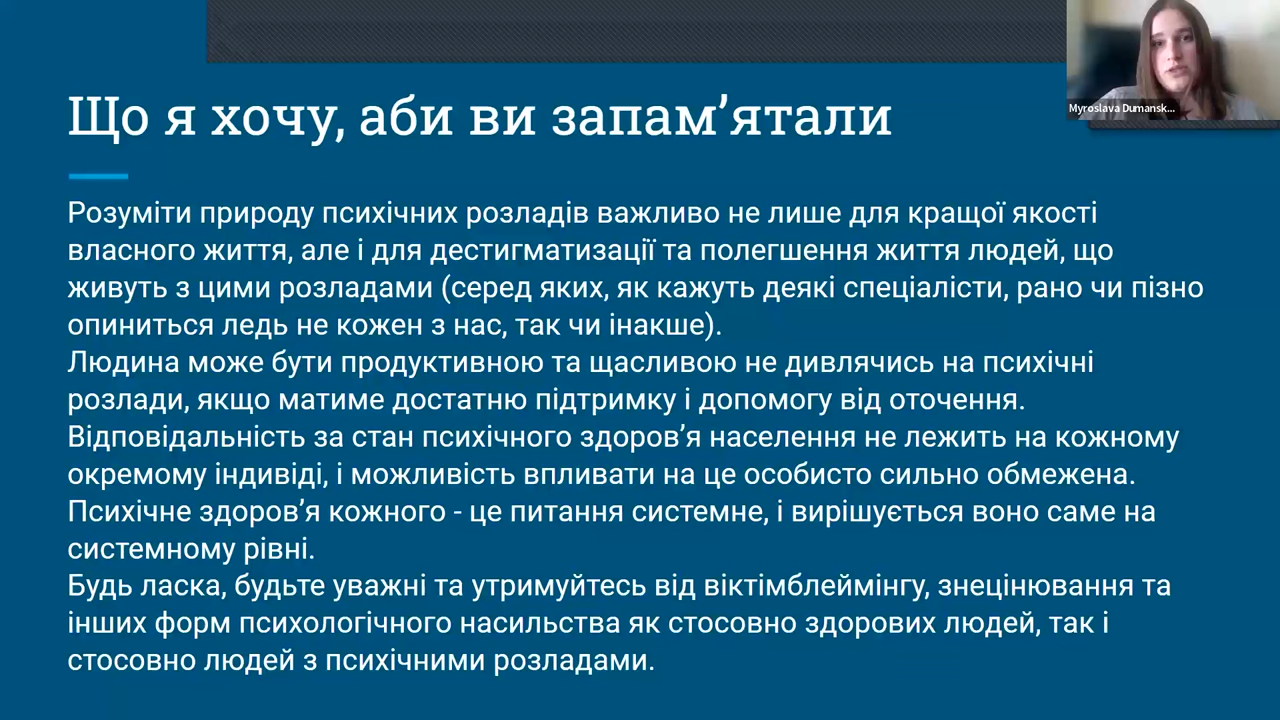 Myroslava Dumansk...
Що я хочу, аби ви запам’ятали
Розуміти природу психічних розладів важливо не лише для кращої якості
власного життя, але і для дестигматизації та полегшення життя людей, що
живуть з цими розладами (серед яких, як кажуть деякі спеціалісти, рано чи пізно
опиниться ледь не кожен з нас, так чи інакше).
Людина може бути продуктивною та щасливою не дивлячись на психічні
розлади, якщо матиме достатню підтримку і допомогу від оточення.
Відповідальність за стан психічного здоров’я населення не лежить на кожному
окремому індивіді, і можливість впливати на це особисто сильно обмежена.
Психічне здоров’я кожного - це питання системне, і вирішується воно саме на
системному рівні.
Будь ласка, будьте уважні та утримуйтесь від віктімблеймінгу, знецінювання та
інших форм психологічного насильства як стосовно здорових людей, так і
стосовно людей з психічними розладами.